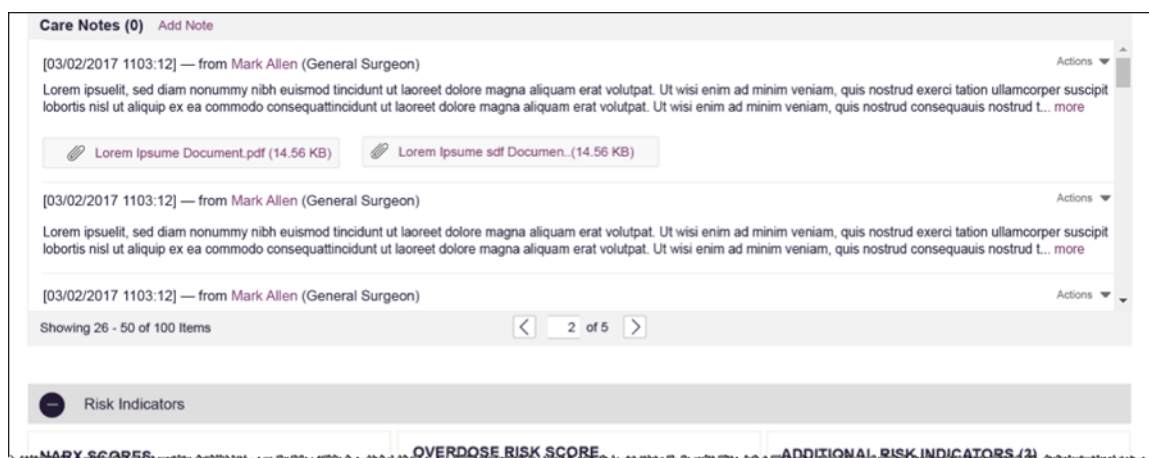 Care Notes (0) Add Note
[03/02/2017 1103:12] — from Mark Allen (General Surgeon) Actions
Lorem ipsuelit, sed diam nonummy nibh euismod tincidunt ut laoreet dolore magna aliquam erat volutpat. Ut wisi enim ad minim veniam, quis nostrud exerci tation ullamcorper suscipit
lobortis nisl ut aliquip ex ea commodo consequattincidunt ut laoreet dolore magna aliquam erat volutpat. Ut wisi enim ad minim veniam, quis nostrud consequauis nostrud t... more
Lorem Ipsume Document.pdf (14.56 KB) Lorem Ipsume sdf Documen..(14.56 KB)
[03/02/2017 1103:12] — from Mark Allen (General Surgeon) Actions
Lorem ipsuelit, sed diam nonummy nibh euismod tincidunt ut laoreet dolore magna aliquam erat volutpat. Ut wisi enim ad minim veniam, quis nostrud exerci tation ullamcorper suscipit
lobortis nisl ut aliquip ex ea commodo consequattincidunt ut laoreet dolore magna aliquam erat volutpat. Ut wisi enim ad minim veniam, quis nostrud consequauis nostrud t... more
[03/02/2017 1103:12] — from Mark Allen (General Surgeon) Actions
Showing 26 - 50 of 100 Items 2 of 5
Risk Indicators
NARX SCORES OVERDOSE RISK SCORE ADDITIONAL RISK INDICATORS (3)